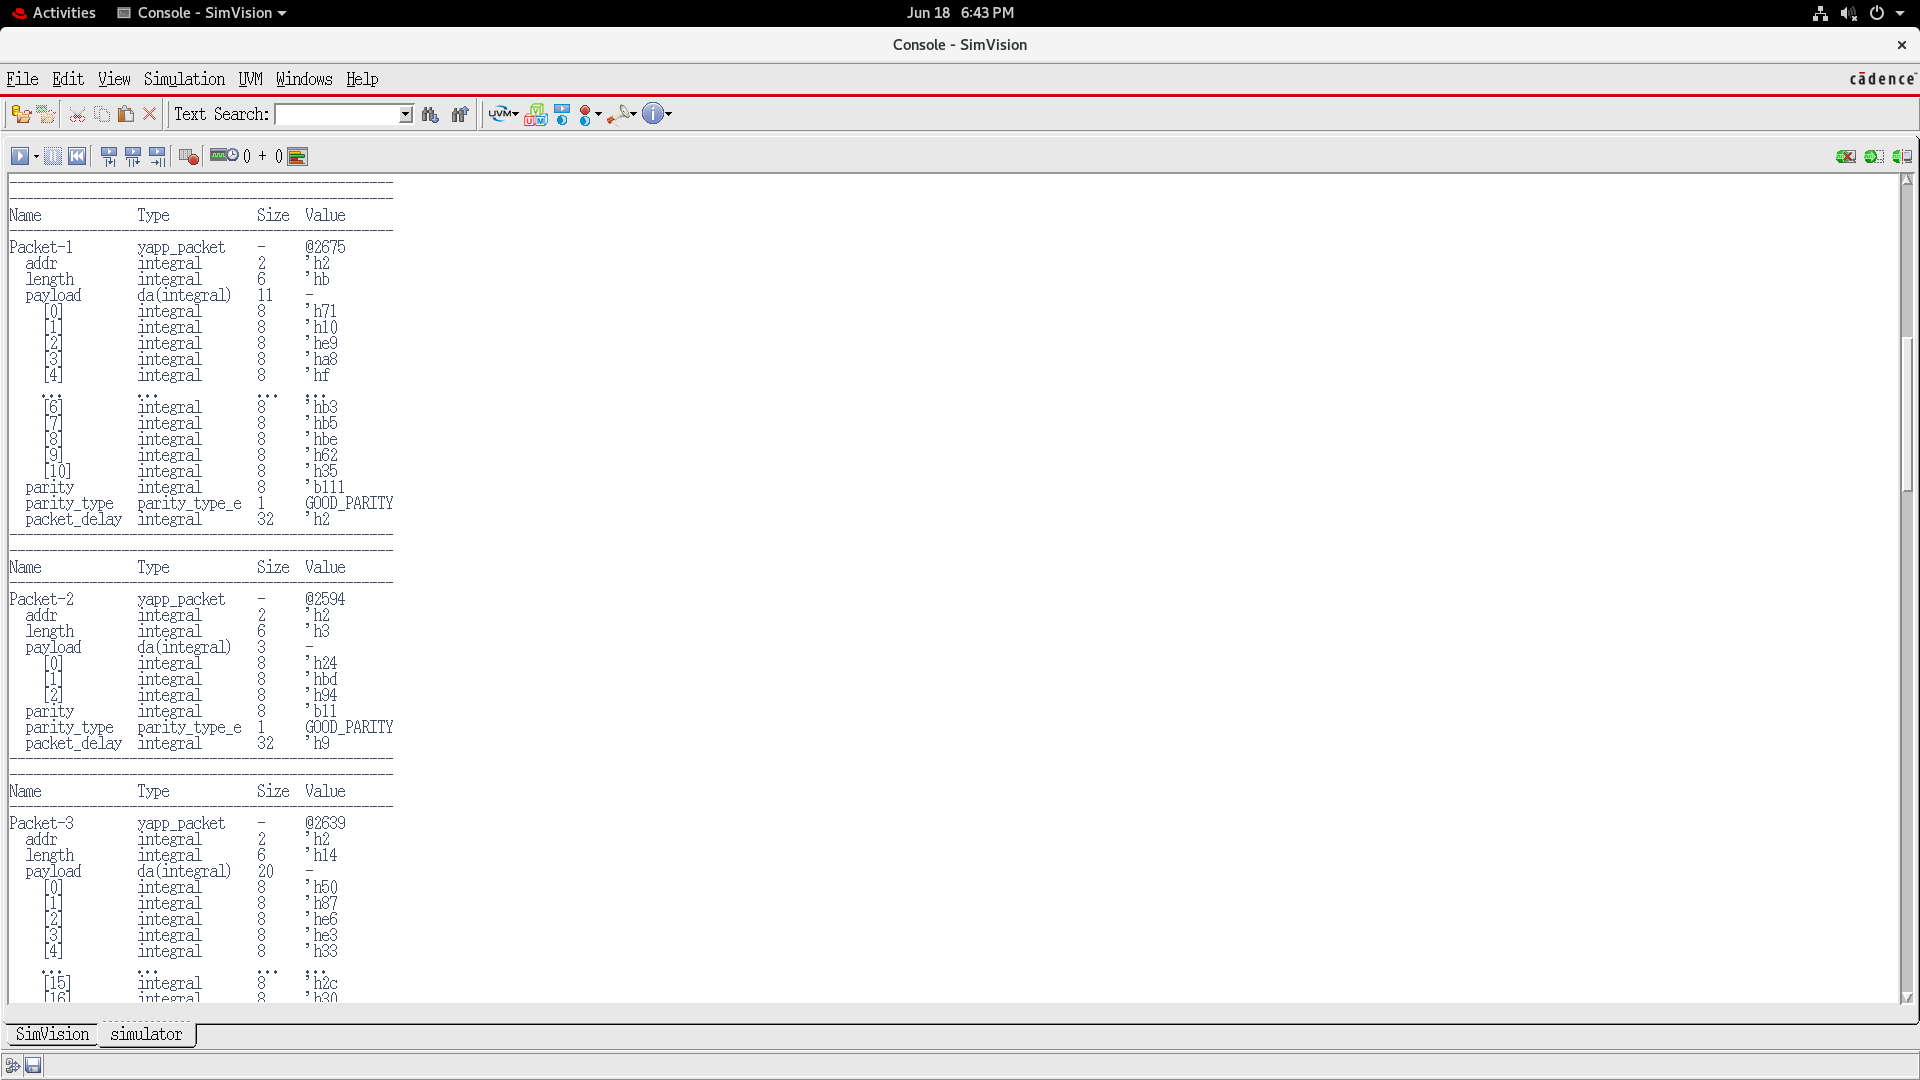 Activities Console - SimVision Jun 18 6:43 PM
Console - SimVision
File Edit View Simulation UVM Windows Help cādence
Text Search: UVM
0 + 0
Name Type Size Value
Packet-1 yapp_packet - @2675
addr integral 2 'h2
length integral 6 'hb
payload da(integral) 11 -
[0] integral 8 'h71
[1] integral 8 'h10
[2] integral 8 'he9
[3] integral 8 'ha8
[4] integral 8 'hf
... ... ... ...
[6] integral 8 'hb3
[7] integral 8 'hb5
[8] integral 8 'hbe
[9] integral 8 'h62
[10] integral 8 'h35
parity integral 8 'b111
parity_type parity_type_e 1 GOOD_PARITY
packet_delay integral 32 'h2
Name Type Size Value
Packet-2 yapp_packet - @2594
addr integral 2 'h2
length integral 6 'h3
payload da(integral) 3 -
[0] integral 8 'h24
[1] integral 8 'hbd
[2] integral 8 'h94
parity integral 8 'b11
parity_type parity_type_e 1 GOOD_PARITY
packet_delay integral 32 'h9
Name Type Size Value
Packet-3 yapp_packet - @2639
addr integral 2 'h2
length integral 6 'h14
payload da(integral) 20 -
[0] integral 8 'h50
[1] integral 8 'h87
[2] integral 8 'he6
[3] integral 8 'he3
[4] integral 8 'h33
... ... ... ...
[15] integral 8 'h2c
[16] integral 8 'h30
SimVision simulator